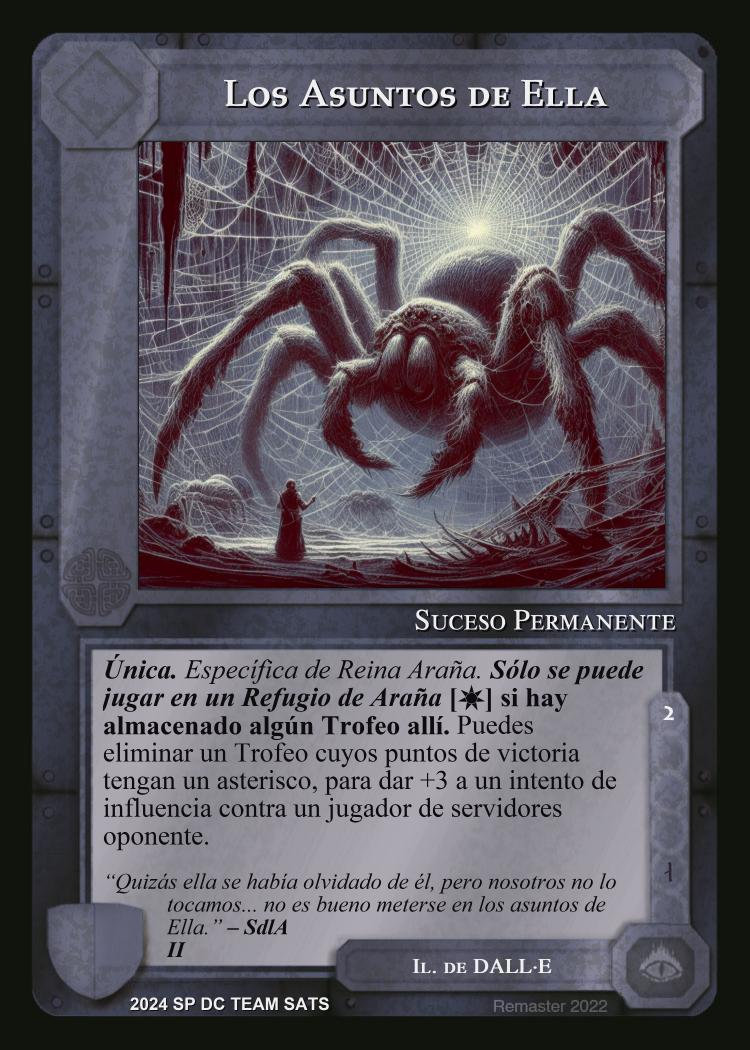 Los Asuntos de Ella
Suceso Permanente
Única. Específica de Reina Araña. Sólo se puede
jugar en un Refugio de Araña [✷] si hay
almacenado algún Trofeo allí. Puedes
eliminar un Trofeo cuyos puntos de victoria
tengan un asterisco, para dar +3 a un intento de
influencia contra un jugador de servidores
oponente.
2
“Quizás ella se había olvidado de él, pero nosotros no lo
tocamos... no es bueno meterse en los asuntos de
Ella.” – SdlA
II
Il. de DALL·E
2024 SP DC TEAM SATS
Remaster 2022